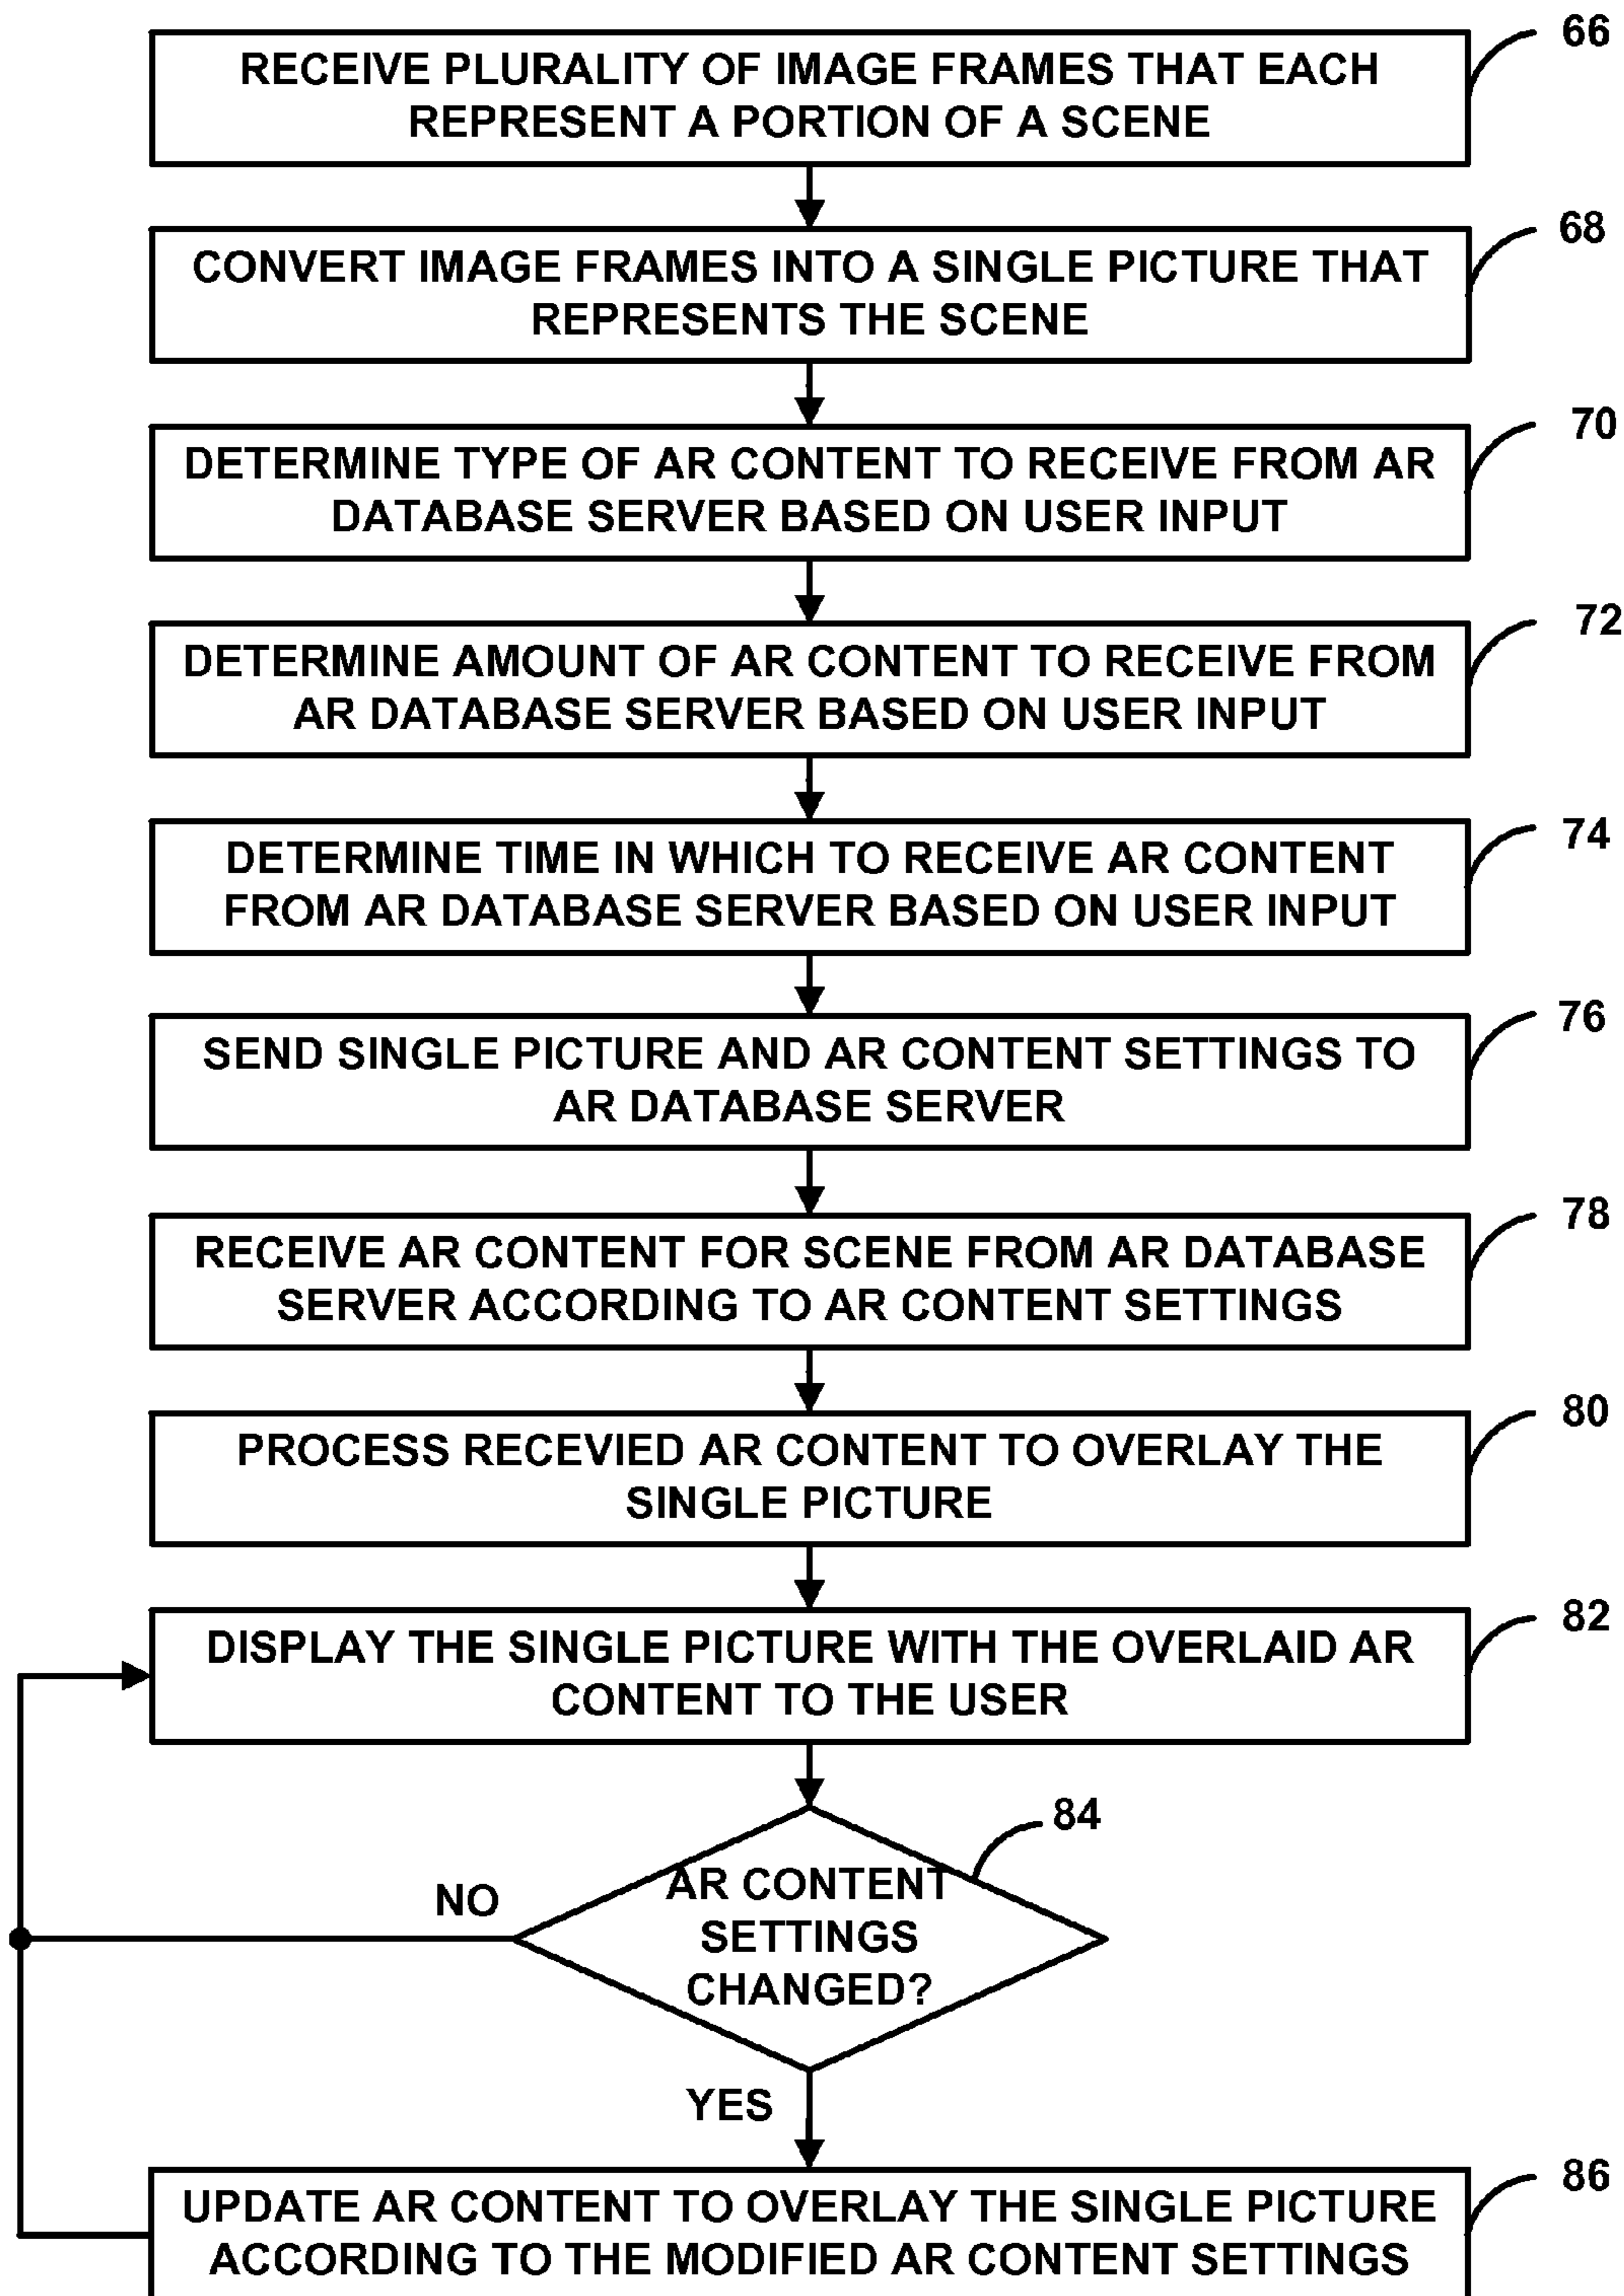 66
RECEIVE PLURALITY OF IMAGE FRAMES THAT EACH
REPRESENT A PORTION OF A SCENE
68
CONVERT IMAGE FRAMES INTO A SINGLE PICTURE THAT
REPRESENTS THE SCENE
70
DETERMINE TYPE OF AR CONTENT TO RECEIVE FROM AR
DATABASE SERVER BASED ON USER INPUT
72
DETERMINE AMOUNT OF AR CONTENT TO RECEIVE FROM
AR DATABASE SERVER BASED ON USER INPUT
74
DETERMINE TIME IN WHICH TO RECEIVE AR CONTENT
FROM AR DATABASE SERVER BASED ON USER INPUT
76
SEND SINGLE PICTURE AND AR CONTENT SETTINGS TO
AR DATABASE SERVER
78
RECEIVE AR CONTENT FOR SCENE FROM AR DATABASE
SERVER ACCORDING TO AR CONTENT SETTINGS
80
PROCESS RECEVIED AR CONTENT TO OVERLAY THE
SINGLE PICTURE
82
DISPLAY THE SINGLE PICTURE WITH THE OVERLAID AR
CONTENT TO THE USER
84
AR CONTENT
SETTINGS
CHANGED?
NO
YES
86
UPDATE AR CONTENT TO OVERLAY THE SINGLE PICTURE
ACCORDING TO THE MODIFIED AR CONTENT SETTINGS